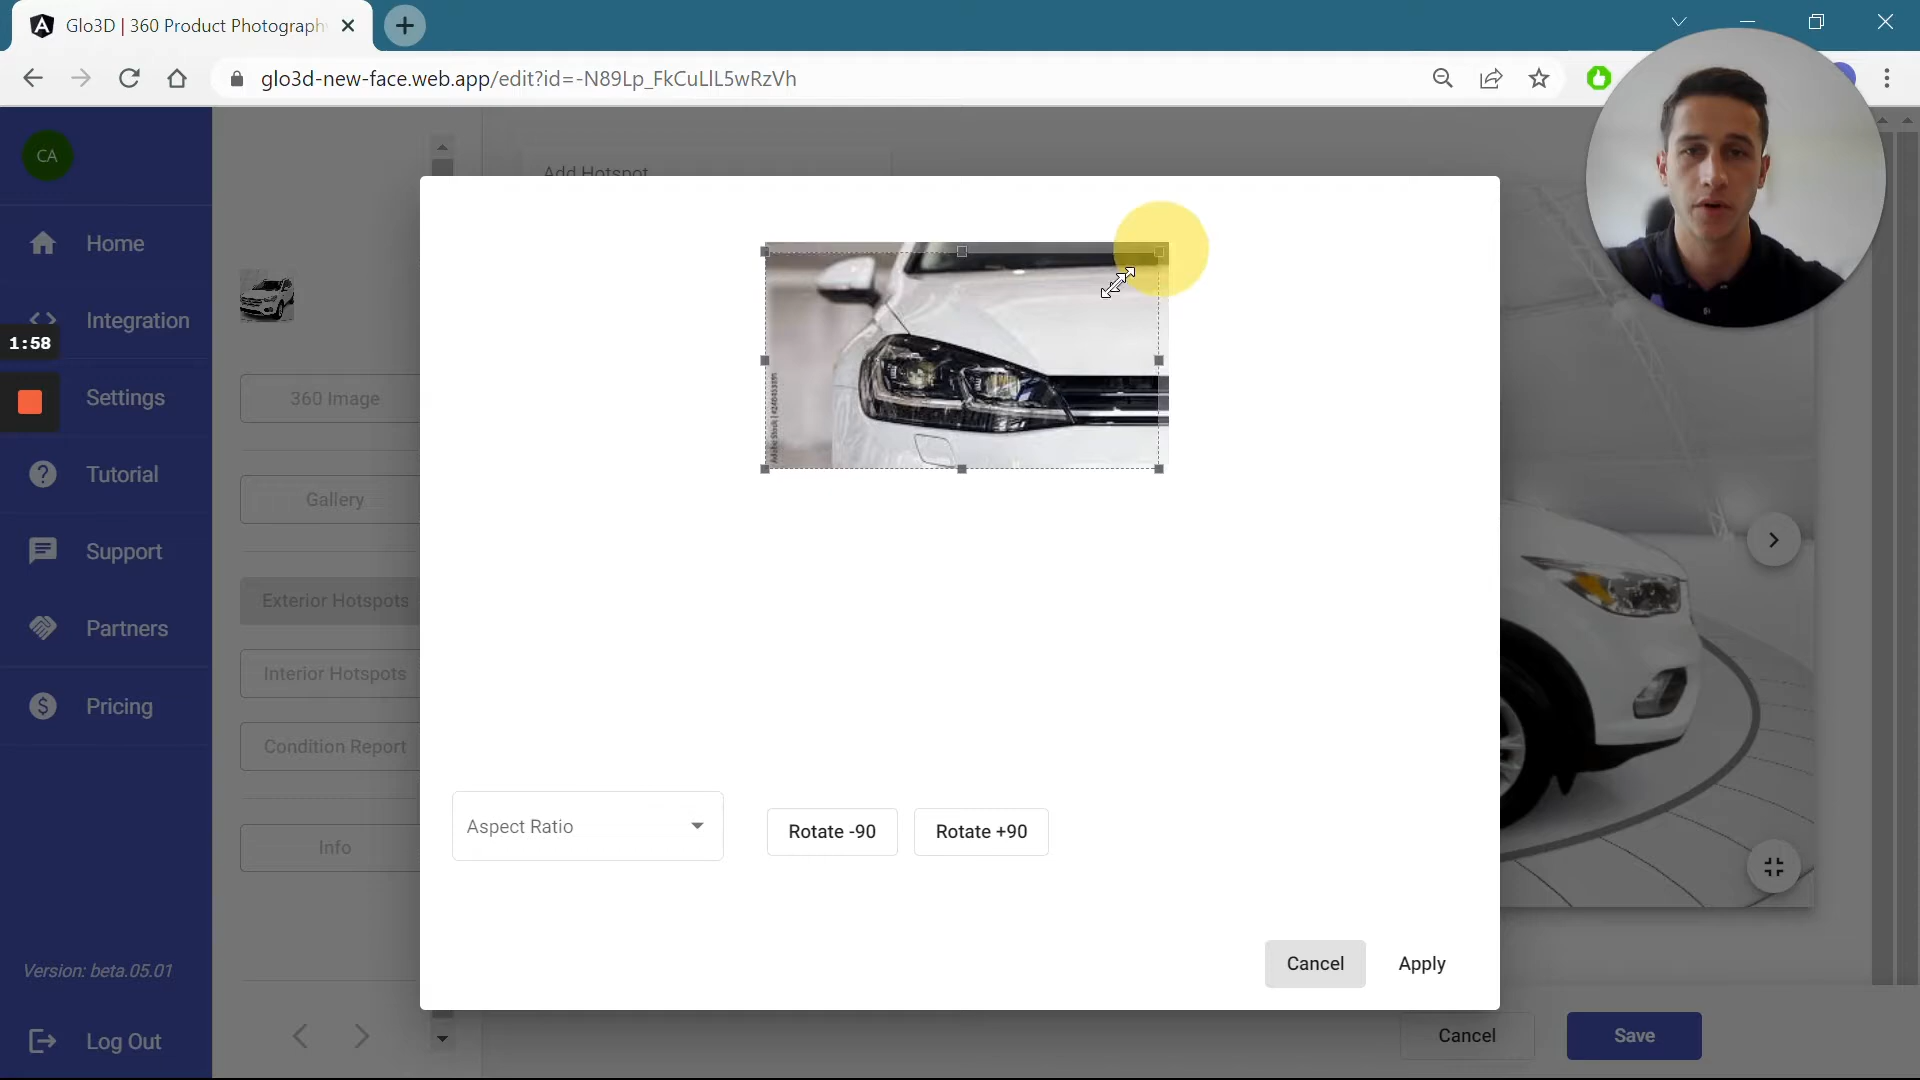 Glo3D | 360 Product Photograph
glo3d-new-face.web.app/edit?id=-N89Lp_FkCuLlL5wRzVh
CA
Home
Integration
1:58
Settings
Tutorial
Support
Partners
Pricing
Version: beta.05.01
Log Out
360 Image
Gallery
Exterior Hotspots
Interior Hotspots
Condition Report
Info
Add Hotspot
Aspect Ratio
Rotate -90
Rotate +90
Cancel
Apply
Cancel
Save